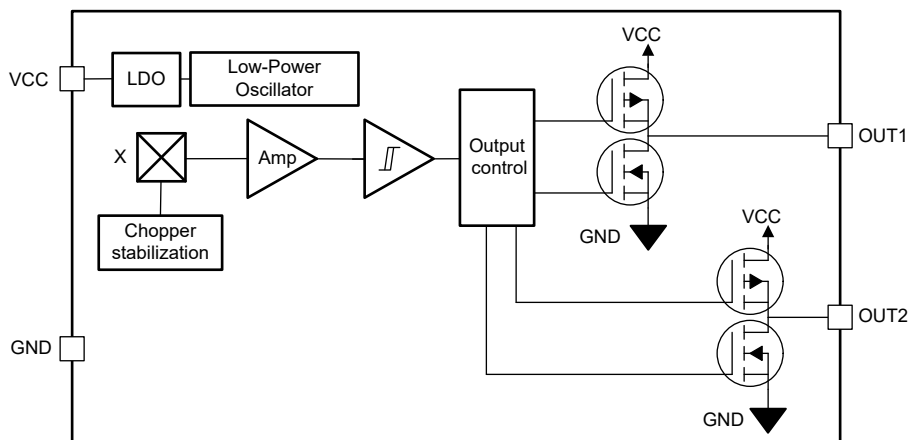 VCC
VCC
LDO
Low-Power
Oscillator
X
Amp
Output
control
OUT1
Chopper
stabilization
GND
VCC
GND
OUT2
GND